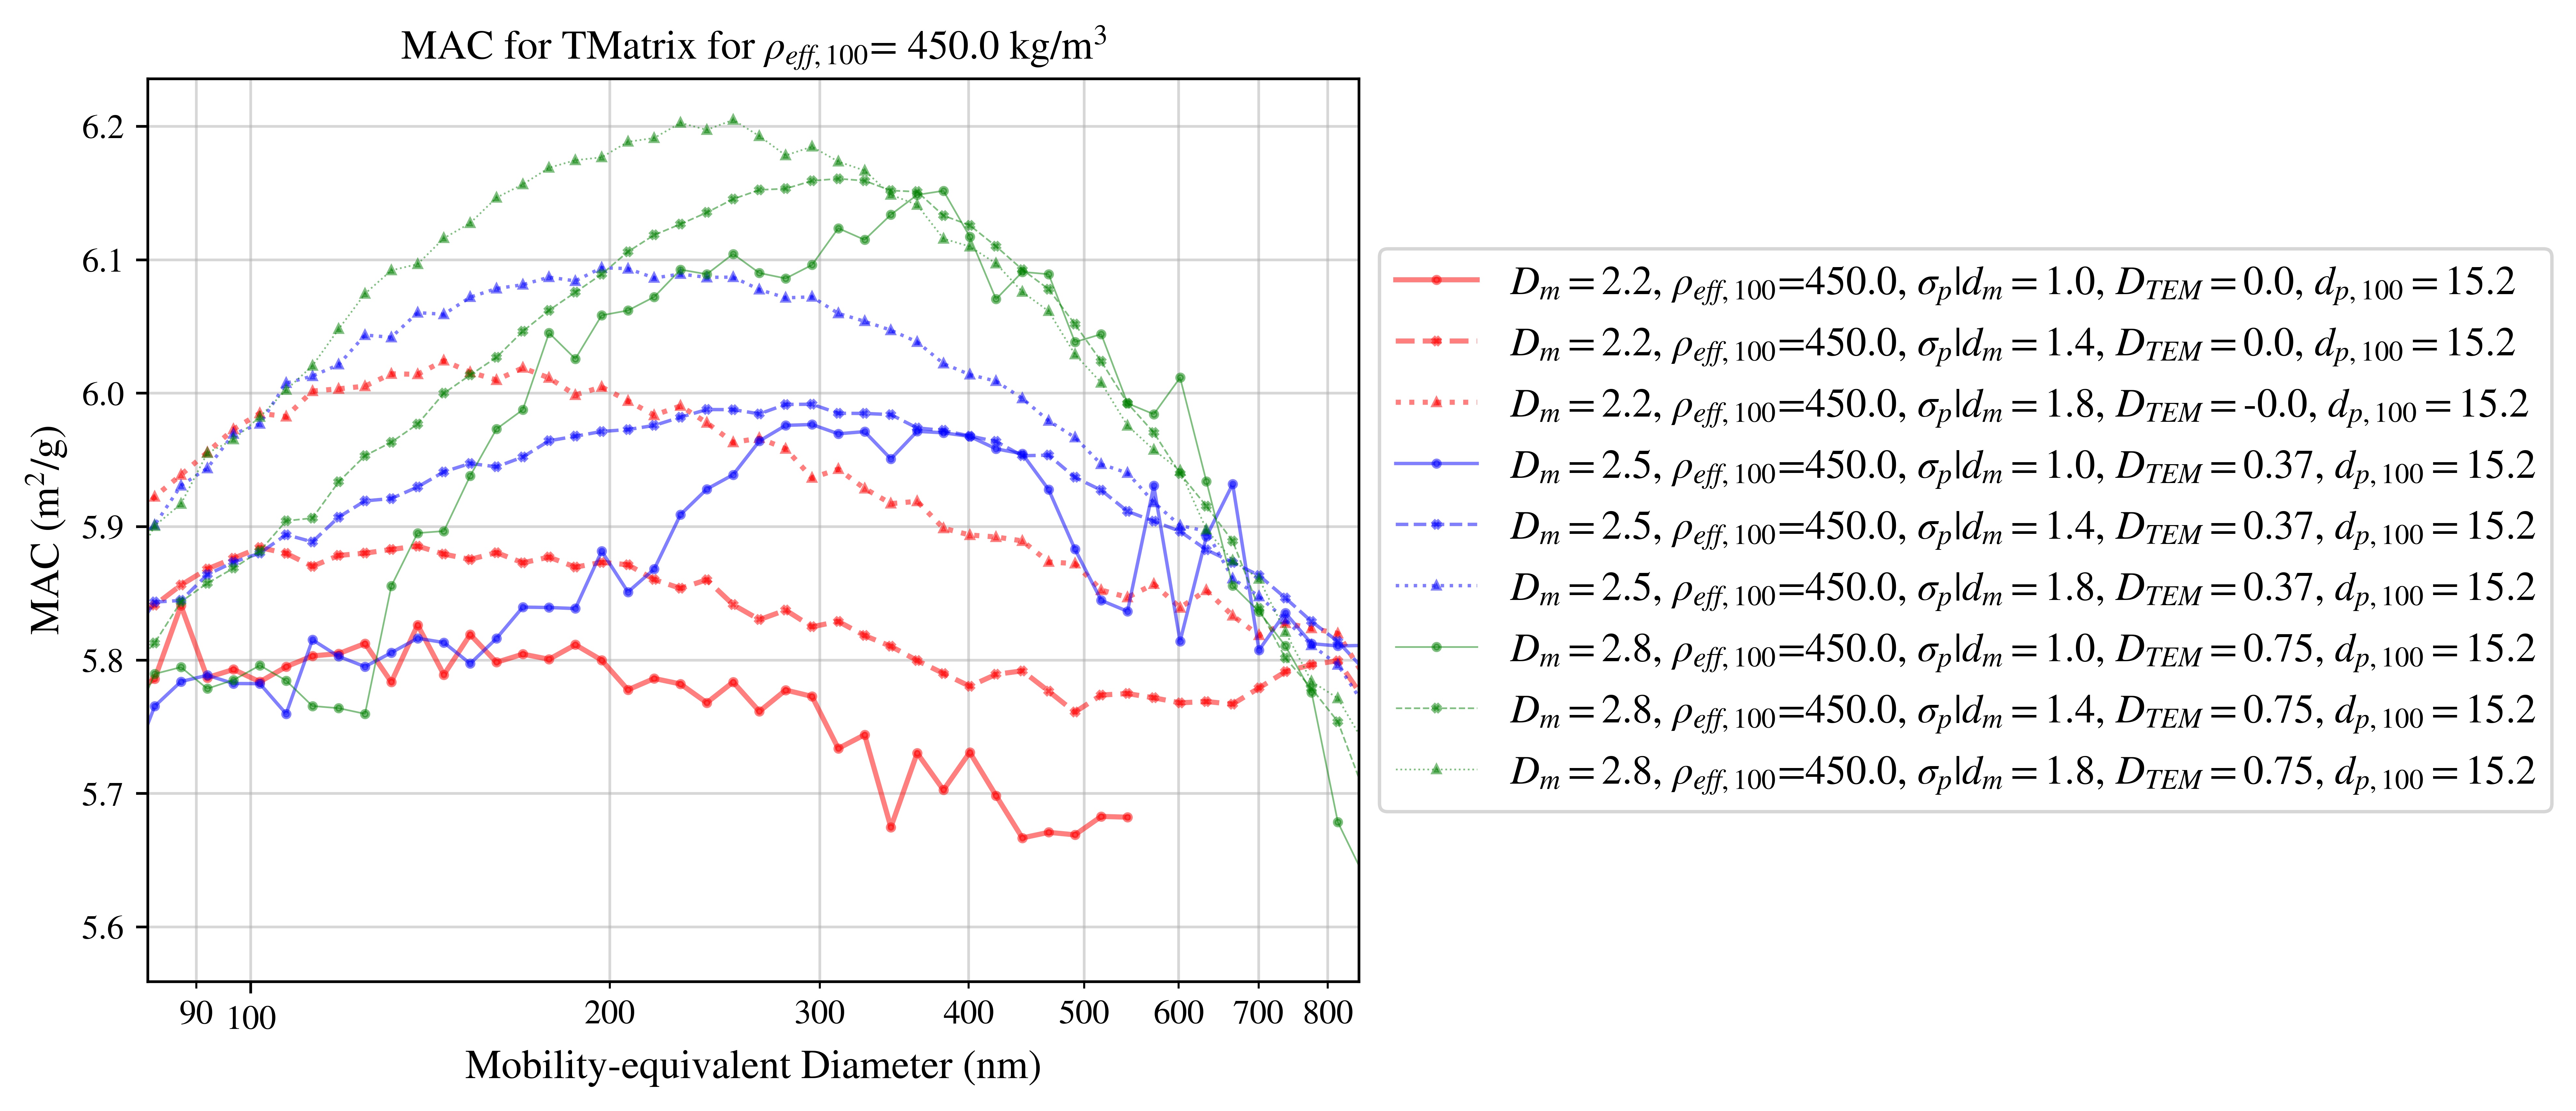 MAC for TMatrix for ρeff,100= 450.0 kg/m³
MAC (m²/g)
6.2
6.1
6.0
5.9
5.8
5.7
5.6
90 100 200 300 400 500 600 700 800
Mobility-equivalent Diameter (nm)
Dm = 2.2, ρeff,100=450.0, σp|dm = 1.0, DTEM = 0.0, dp,100 = 15.2
Dm = 2.2, ρeff,100=450.0, σp|dm = 1.4, DTEM = 0.0, dp,100 = 15.2
Dm = 2.2, ρeff,100=450.0, σp|dm = 1.8, DTEM = -0.0, dp,100 = 15.2
Dm = 2.5, ρeff,100=450.0, σp|dm = 1.0, DTEM = 0.37, dp,100 = 15.2
Dm = 2.5, ρeff,100=450.0, σp|dm = 1.4, DTEM = 0.37, dp,100 = 15.2
Dm = 2.5, ρeff,100=450.0, σp|dm = 1.8, DTEM = 0.37, dp,100 = 15.2
Dm = 2.8, ρeff,100=450.0, σp|dm = 1.0, DTEM = 0.75, dp,100 = 15.2
Dm = 2.8, ρeff,100=450.0, σp|dm = 1.4, DTEM = 0.75, dp,100 = 15.2
Dm = 2.8, ρeff,100=450.0, σp|dm = 1.8, DTEM = 0.75, dp,100 = 15.2